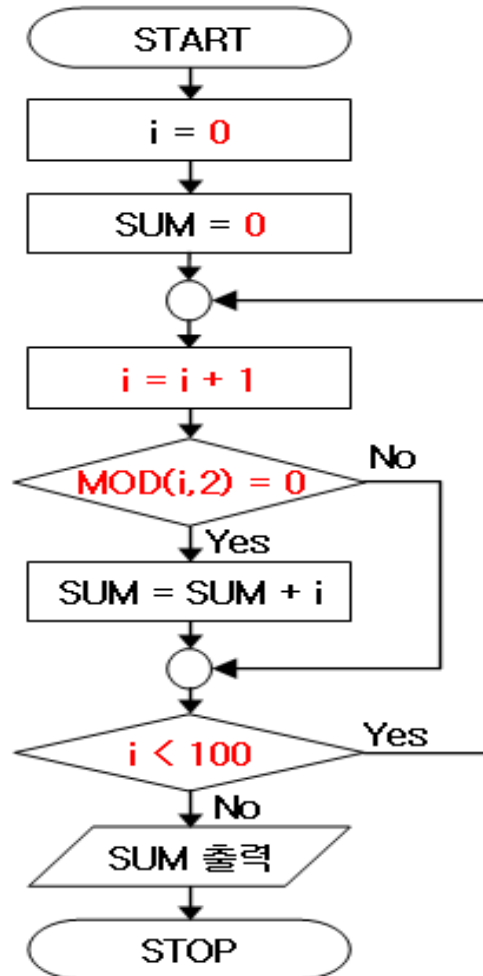 START
i = 0
SUM = 0
i = i + 1
MOD(i,2) = 0
No
Yes
SUM = SUM + i
i < 100
Yes
No
SUM 출력
STOP